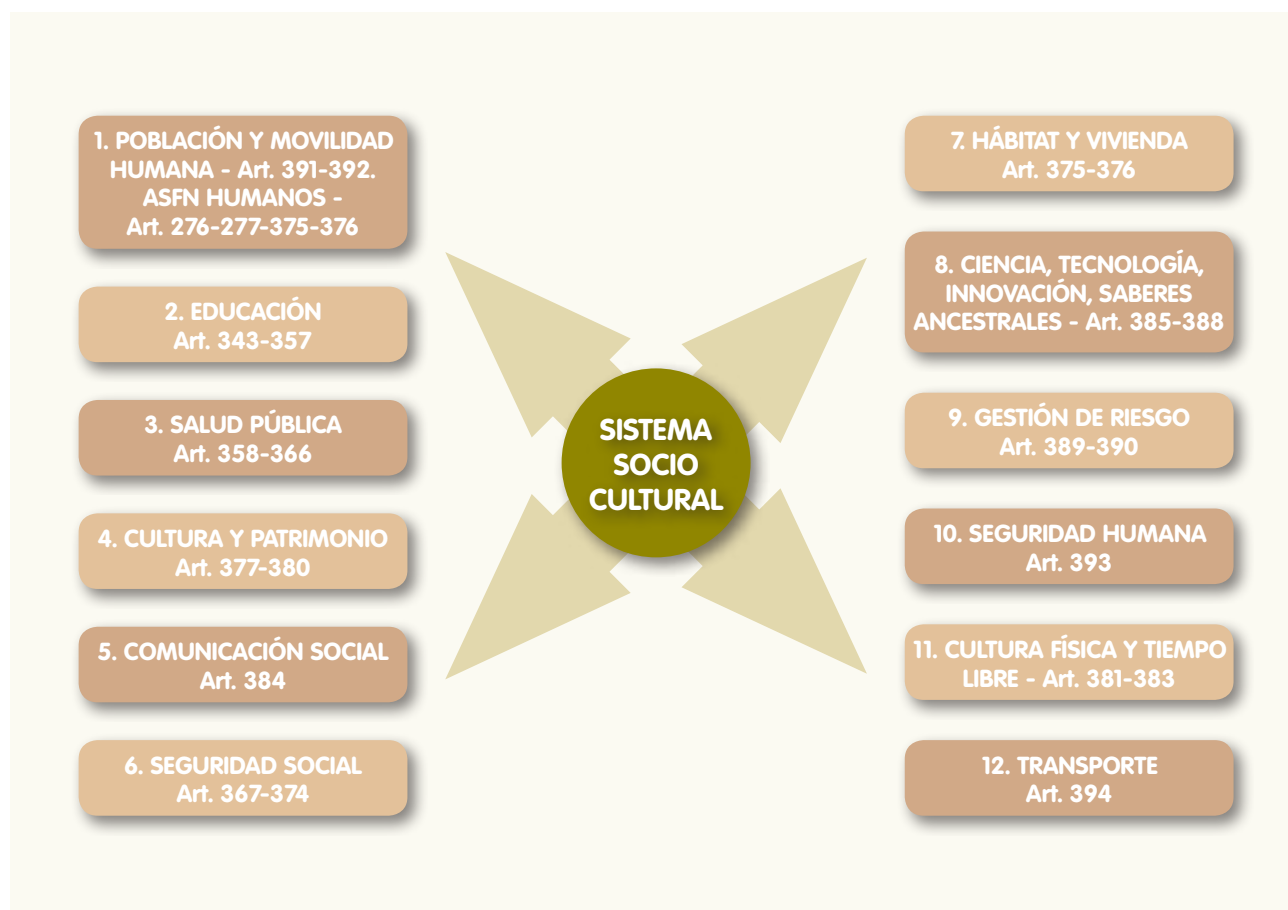 1. POBLACIÓN Y MOVILIDAD
HUMANA - Art. 391-392.
ASFN HUMANOS -
Art. 276-277-375-376
2. EDUCACIÓN
Art. 343-357
3. SALUD PÚBLICA
Art. 358-366
4. CULTURA Y PATRIMONIO
Art. 377-380
5. COMUNICACIÓN SOCIAL
Art. 384
6. SEGURIDAD SOCIAL
Art. 367-374
SISTEMA
SOCIO
CULTURAL
7. HÁBITAT Y VIVIENDA
Art. 375-376
8. CIENCIA, TECNOLOGÍA,
INNOVACIÓN, SABERES
ANCESTRALES - Art. 385-388
9. GESTIÓN DE RIESGO
Art. 389-390
10. SEGURIDAD HUMANA
Art. 393
11. CULTURA FÍSICA Y TIEMPO
LIBRE - Art. 381-383
12. TRANSPORTE
Art. 394